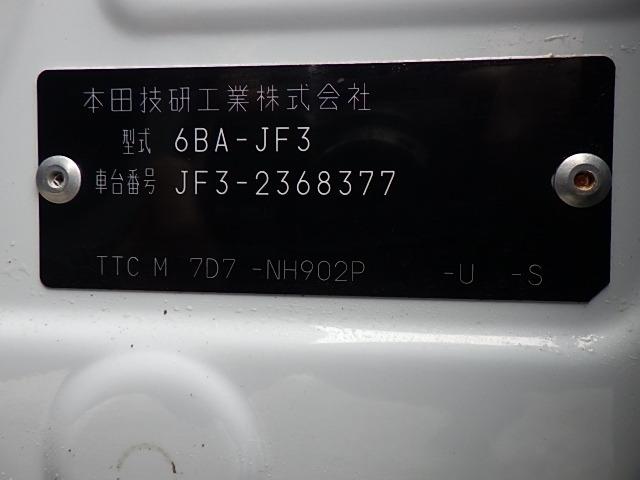 本田技研工業株式会社
型式 6BA-JF3
車台番号 JF3-2368377
TTC M 7D7 -NH902P -U -S